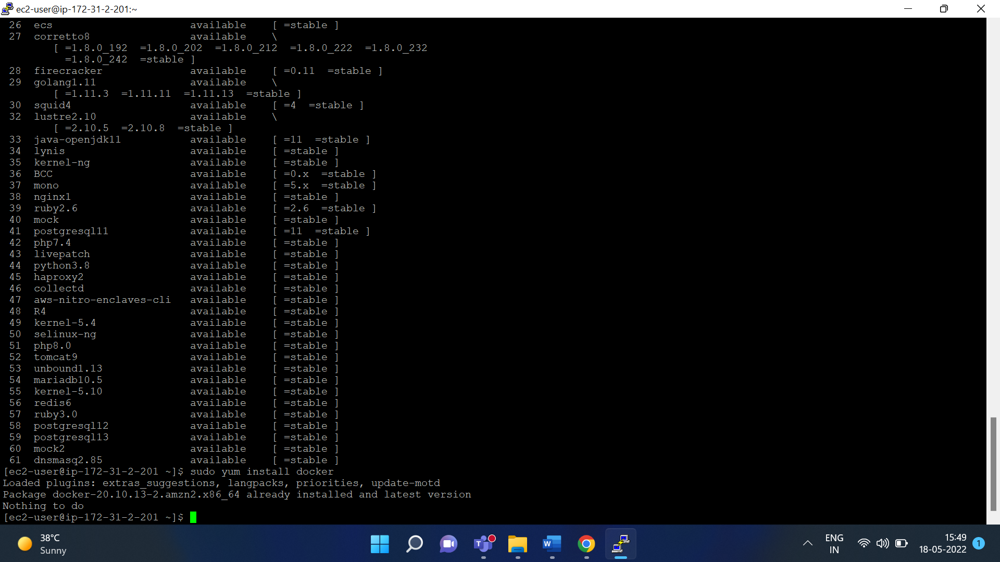 ec2-user@ip-172-31-2-201:~
26 ecs available [ =stable ]
27 corretto8 available \
[ =1.8.0_192 =1.8.0_202 =1.8.0_212 =1.8.0_222 =1.8.0_232
=1.8.0_242 =stable ]
28 firecracker available [ =0.11 =stable ]
29 golang1.11 available \
[ =1.11.3 =1.11.11 =1.11.13 =stable ]
30 squid4 available [ =4 =stable ]
32 lustre2.10 available \
[ =2.10.5 =2.10.8 =stable ]
33 java-openjdk11 available [ =11 =stable ]
34 lynis available [ =stable ]
35 kernel-ng available [ =stable ]
36 BCC available [ =0.x =stable ]
37 mono available [ =5.x =stable ]
38 nginx1 available [ =stable ]
39 ruby2.6 available [ =2.6 =stable ]
40 mock available [ =stable ]
41 postgresql11 available [ =11 =stable ]
42 php7.4 available [ =stable ]
43 livepatch available [ =stable ]
44 python3.8 available [ =stable ]
45 haproxy2 available [ =stable ]
46 collectd available [ =stable ]
47 aws-nitro-enclaves-cli available [ =stable ]
48 R4 available [ =stable ]
49 kernel-5.4 available [ =stable ]
50 selinux-ng available [ =stable ]
51 php8.0 available [ =stable ]
52 tomcat9 available [ =stable ]
53 unbound1.13 available [ =stable ]
54 mariadb10.5 available [ =stable ]
55 kernel-5.10 available [ =stable ]
56 redis6 available [ =stable ]
57 ruby3.0 available [ =stable ]
58 postgresql12 available [ =stable ]
59 postgresql13 available [ =stable ]
60 mock2 available [ =stable ]
61 dnsmasq2.85 available [ =stable ]
[ec2-user@ip-172-31-2-201 ~]$ sudo yum install docker
Loaded plugins: extras_suggestions, langpacks, priorities, update-motd
Package docker-20.10.13-2.amzn2.x86_64 already installed and latest version
Nothing to do
[ec2-user@ip-172-31-2-201 ~]$
38°C
Sunny
ENG
IN
15:49
18-05-2022
1